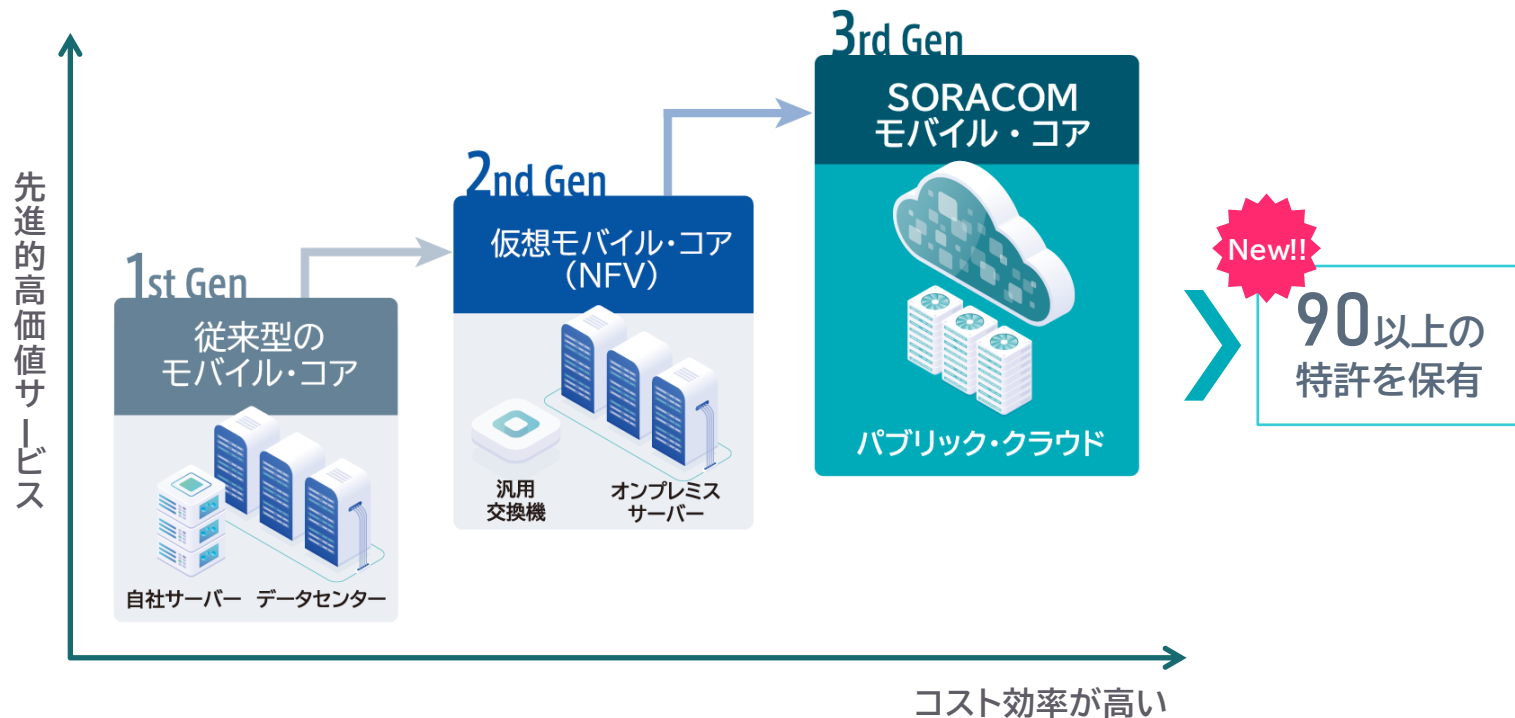 先進的高価値サービス
1st Gen
従来型の
モバイル・コア
自社サーバー データセンター
2nd Gen
仮想モバイル・コア
（NFV）
汎用
交換機
オンプレミス
サーバー
3rd Gen
SORACOM
モバイル・コア
パブリック・クラウド
New!!
90以上の
特許を保有
コスト効率が高い